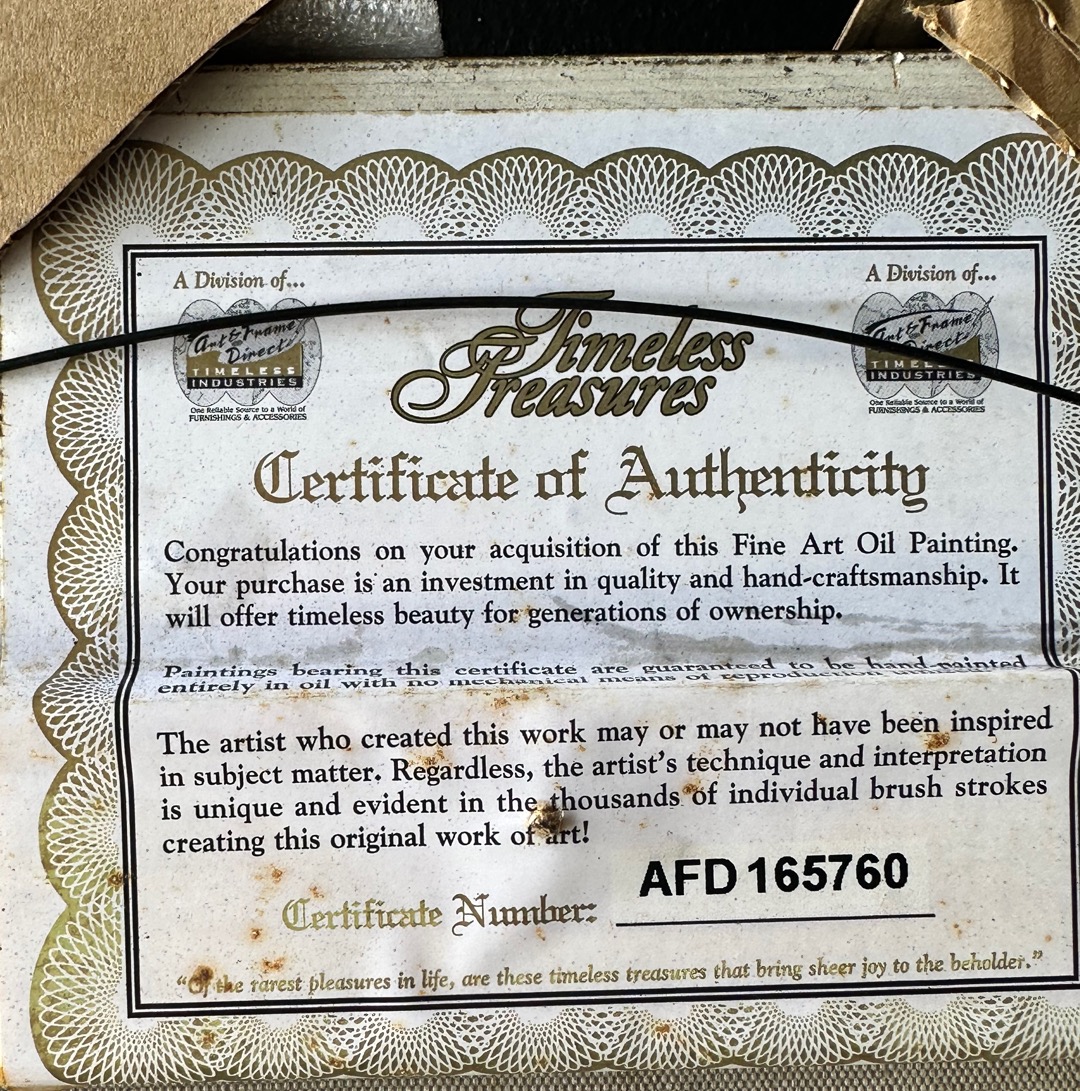 A Division of...
A Division of...
Art & Frame
Direct
TIMELESS
INDUSTRIES
One Reliable Source to a World of
FURNISHINGS & ACCESSORIES
Timeless
Treasures
Art & Frame
Direct
TIMELESS
INDUSTRIES
One Reliable Source to a World of
FURNISHINGS & ACCESSORIES
Certificate of Authenticity
Congratulations on your acquisition of this Fine Art Oil Painting.
Your purchase is an investment in quality and hand-craftsmanship. It
will offer timeless beauty for generations of ownership.
Paintings bearing this certificate are guaranteed to be hand-painted
entirely in oil with no mechanical means of reproduction
The artist who created this work may or may not have been inspired
in subject matter. Regardless, the artist's technique and interpretation
is unique and evident in the thousands of individual brush strokes
creating this original work of art!
Certificate Number: AFD 165760
"Of the rarest pleasures in life, are these timeless treasures that bring sheer joy to the beholder."